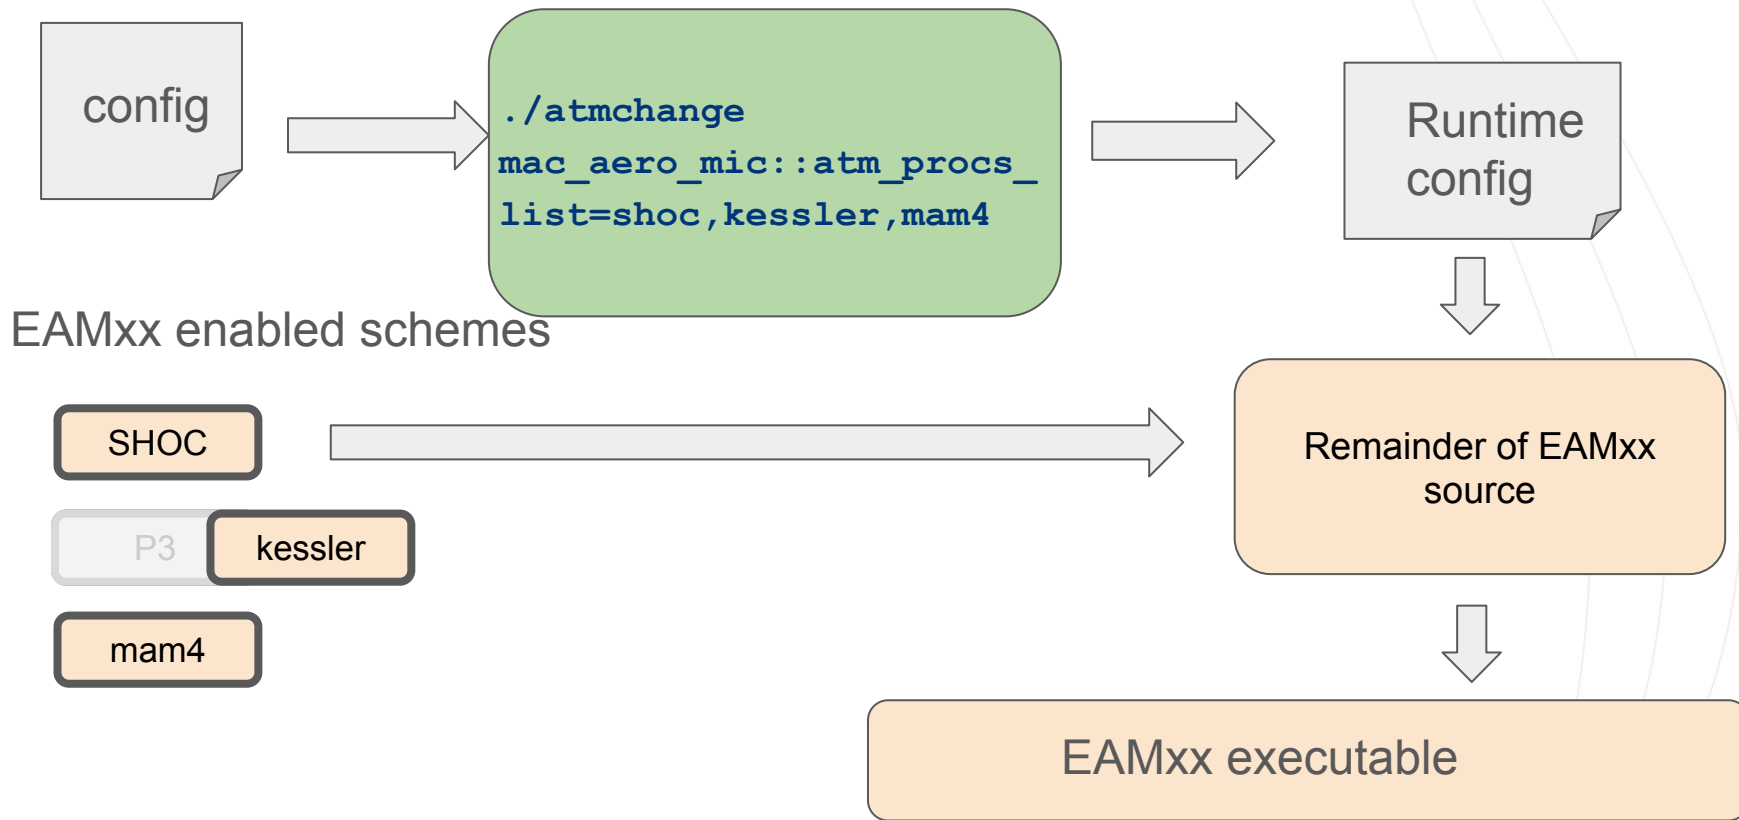 config
./atmchange
mac_aero_mic::atm_procs_
list=shoc,kessler,mam4
Runtime
config
EAMxx enabled schemes
SHOC
P3
kessler
mam4
Remainder of EAMxx
source
EAMxx executable